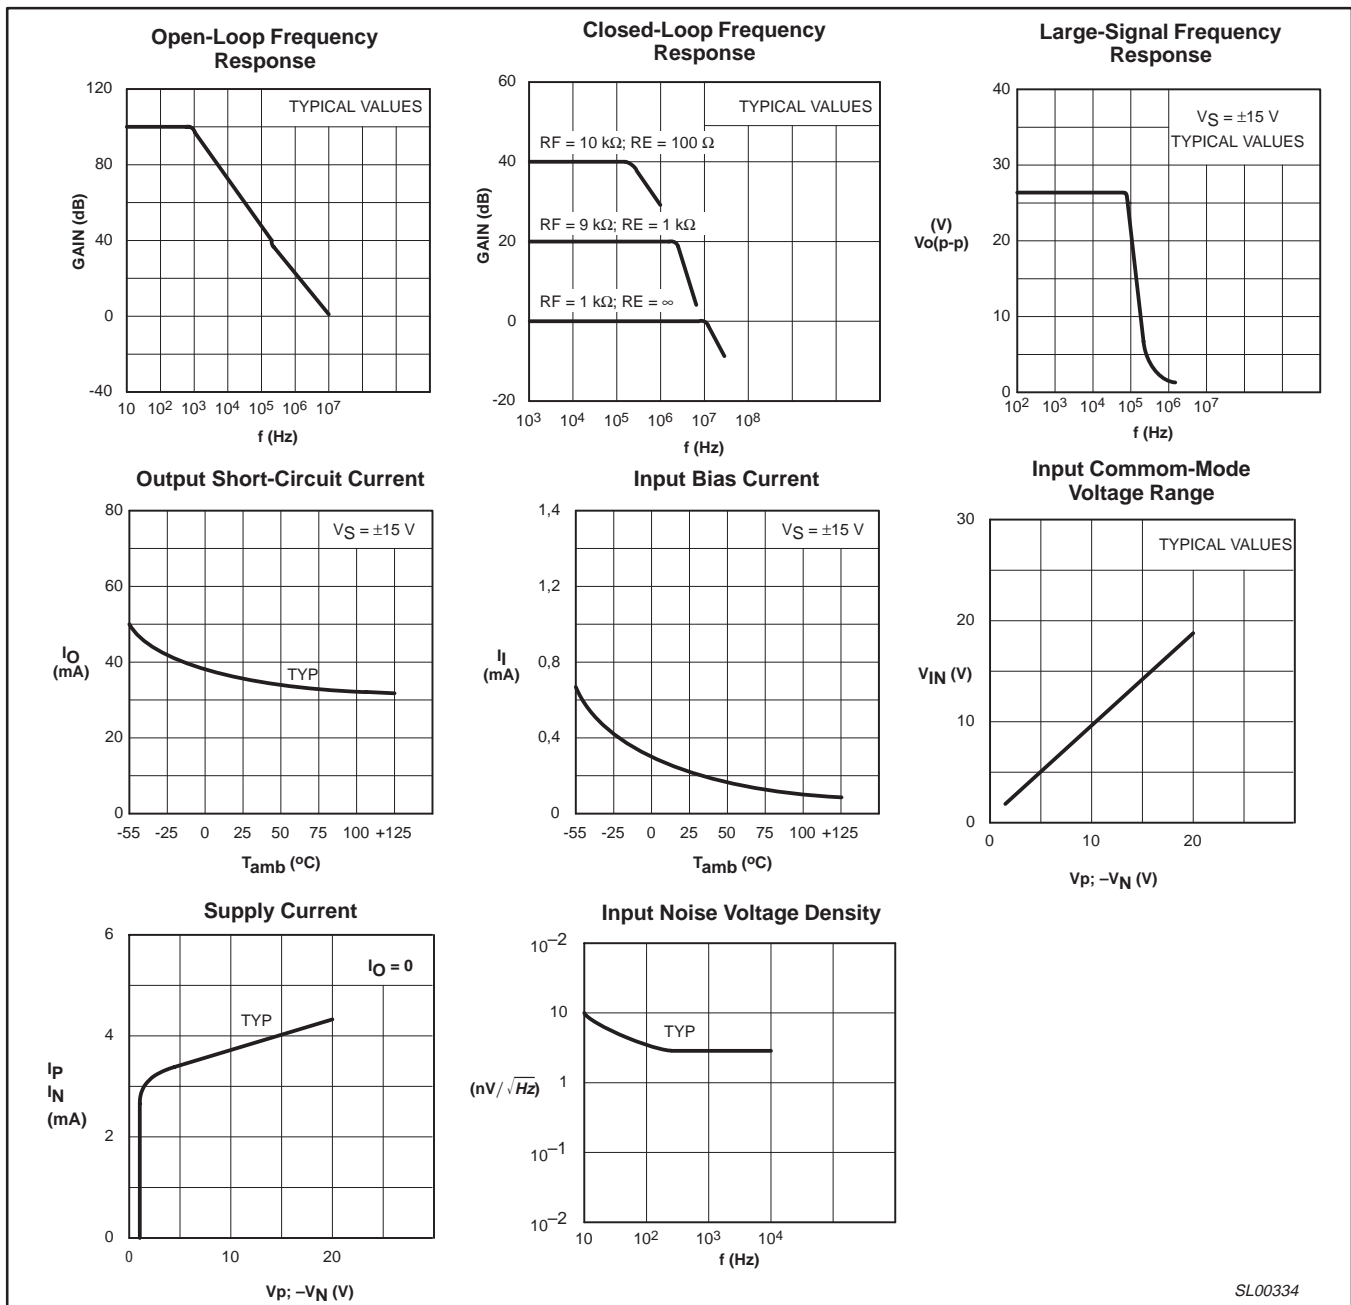 Open-Loop Frequency
Response
120
80
40
0
-40
GAIN (dB)
TYPICAL VALUES
10 10² 10³ 10⁴ 10⁵ 10⁶ 10⁷
f (Hz)
Closed-Loop Frequency
Response
60
40
20
0
-20
GAIN (dB)
TYPICAL VALUES
RF = 10 kΩ; RE = 100 Ω
RF = 9 kΩ; RE = 1 kΩ
RF = 1 kΩ; RE = ∞
10³ 10⁴ 10⁵ 10⁶ 10⁷ 10⁸
f (Hz)
Large-Signal Frequency
Response
40
30
20
10
0
(V)
Vo(p-p)
VS = ±15 V
TYPICAL VALUES
10² 10³ 10⁴ 10⁵ 10⁶ 10⁷
f (Hz)
Output Short-Circuit Current
80
60
40
20
0
IO
(mA)
VS = ±15 V
TYP
-55 -25 0 25 50 75 100 +125
Tamb (ºC)
Input Bias Current
1,4
1,2
0,8
0,4
0
II
(mA)
VS = ±15 V
-55 -25 0 25 50 75 100 +125
Tamb (ºC)
Input Commom-Mode
Voltage Range
30
20
10
0
VIN (V)
TYPICAL VALUES
0 10 20
Vp; –VN (V)
Supply Current
6
4
2
0
IP
IN
(mA)
IO = 0
TYP
0 10 20
Vp; –VN (V)
Input Noise Voltage Density
10⁻²
10
1
10⁻¹
10⁻²
(nV/√Hz)
TYP
10 10² 10³ 10⁴
f (Hz)
SL00334